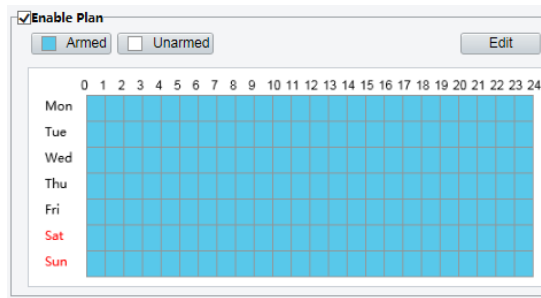 Enable Plan
Armed Unarmed Edit
0 1 2 3 4 5 6 7 8 9 10 11 12 13 14 15 16 17 18 19 20 21 22 23 24
Mon
Tue
Wed
Thu
Fri
Sat
Sun